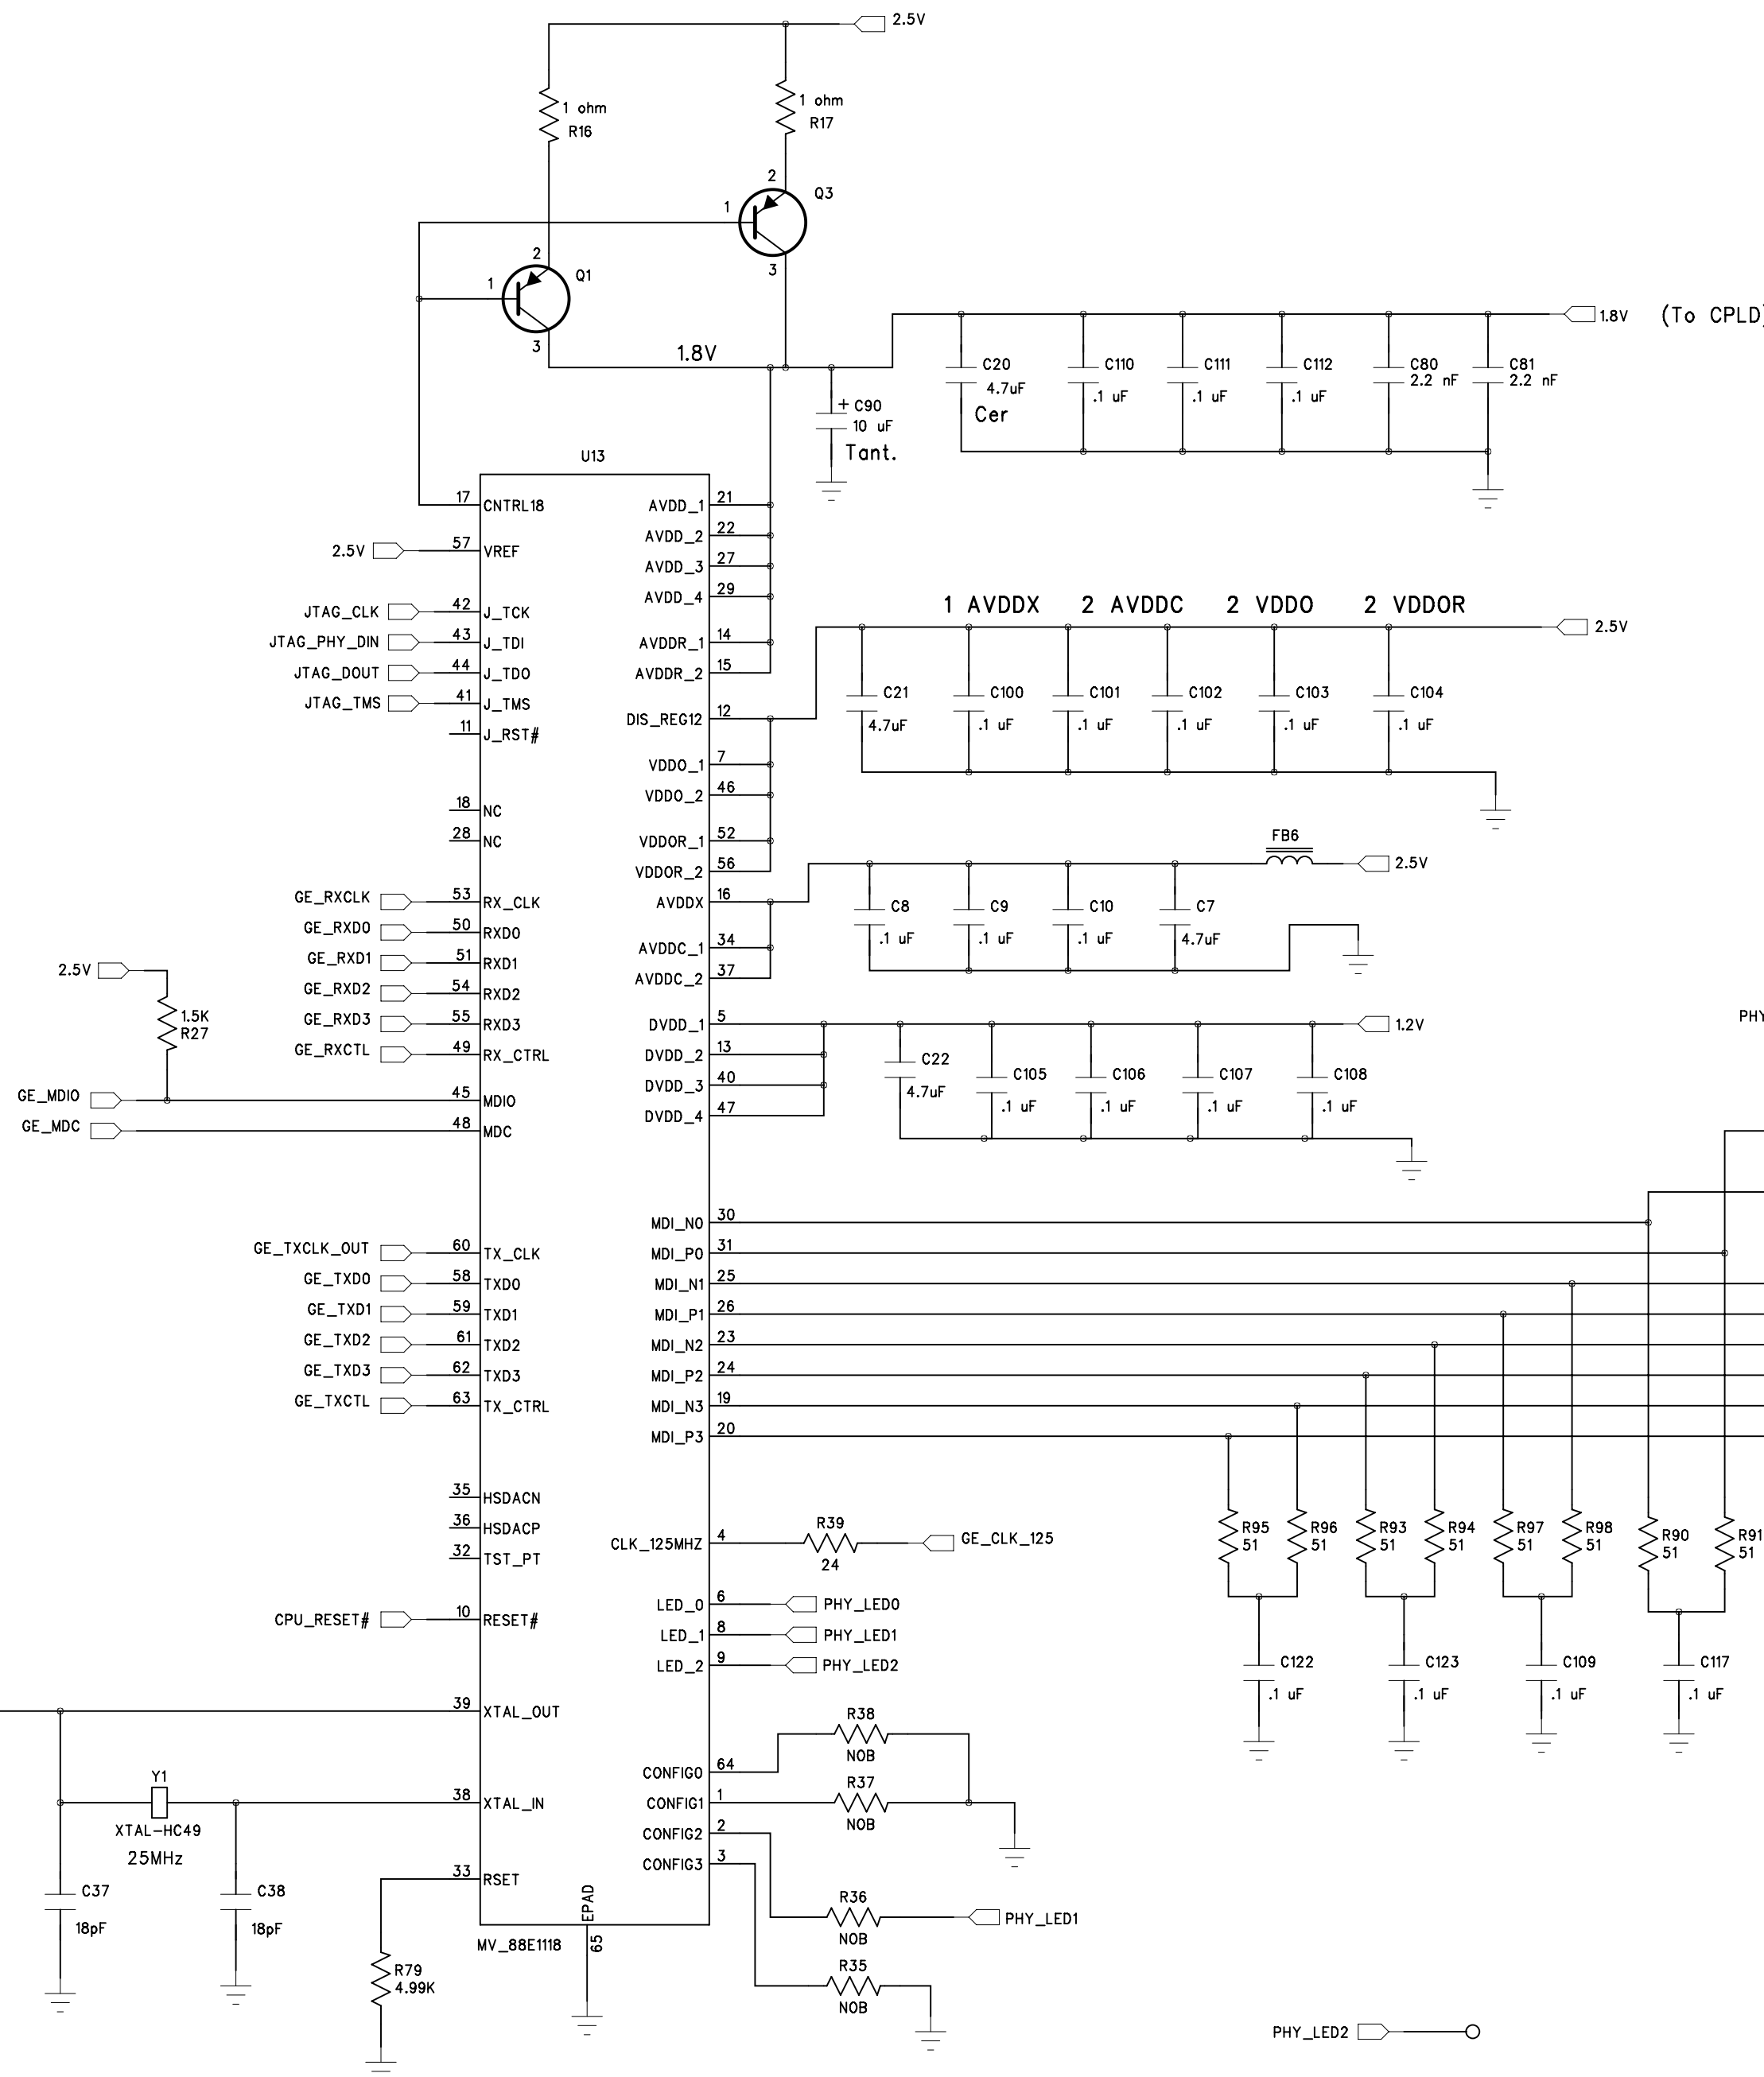 2.5V
1 ohm
R16
1 ohm
R17
2
Q3
1
3
2
Q1
1
3
1.8V
1.8V (To CPLD)
C20
4.7uF
Cer
C110
.1 uF
C111
.1 uF
C112
.1 uF
C80
2.2 nF
C81
2.2 nF
+ C90
10 uF
Tant.
U13
17 CNTRL18
2.5V 57 VREF
JTAG_CLK 42 J_TCK
JTAG_PHY_DIN 43 J_TDI
JTAG_DOUT 44 J_TDO
JTAG_TMS 41 J_TMS
11 J_RST#
18 NC
28 NC
GE_RXCLK 53 RX_CLK
GE_RXD0 50 RXD0
GE_RXD1 51 RXD1
GE_RXD2 54 RXD2
GE_RXD3 55 RXD3
GE_RXCTL 49 RX_CTRL
2.5V
1.5K
R27
GE_MDIO 45 MDIO
GE_MDC 48 MDC
GE_TXCLK_OUT 60 TX_CLK
GE_TXD0 58 TXD0
GE_TXD1 59 TXD1
GE_TXD2 61 TXD2
GE_TXD3 62 TXD3
GE_TXCTL 63 TX_CTRL
35 HSDACN
36 HSDACP
32 TST_PT
CPU_RESET# 10 RESET#
39 XTAL_OUT
Y1
38 XTAL_IN
XTAL-HC49
25MHz
33 RSET
C37
18pF
C38
18pF
R79
4.99K
EPAD
65
MV_88E1118
AVDD_1 21
AVDD_2 22
AVDD_3 27
AVDD_4 29
AVDDR_1 14
AVDDR_2 15
DIS_REG12 12
VDDO_1 7
VDDO_2 46
VDDOR_1 52
VDDOR_2 56
AVDDX 16
AVDDC_1 34
AVDDC_2 37
DVDD_1 5
DVDD_2 13
DVDD_3 40
DVDD_4 47
1 AVDDX 2 AVDDC 2 VDDO 2 VDDOR
2.5V
C21
4.7uF
C100
.1 uF
C101
.1 uF
C102
.1 uF
C103
.1 uF
C104
.1 uF
FB6
2.5V
C8
.1 uF
C9
.1 uF
C10
.1 uF
C7
4.7uF
1.2V
C22
4.7uF
C105
.1 uF
C106
.1 uF
C107
.1 uF
C108
.1 uF
PHY
MDI_N0 30
MDI_P0 31
MDI_N1 25
MDI_P1 26
MDI_N2 23
MDI_P2 24
MDI_N3 19
MDI_P3 20
R95
51
R96
51
R93
51
R94
51
R97
51
R98
51
R90
51
R91
51
C122
.1 uF
C123
.1 uF
C109
.1 uF
C117
.1 uF
CLK_125MHZ 4
R39
24
GE_CLK_125
LED_0 6 PHY_LED0
LED_1 8 PHY_LED1
LED_2 9 PHY_LED2
CONFIG0 64
R38
NOB
CONFIG1 1
R37
NOB
CONFIG2 2
CONFIG3 3
R36
NOB
PHY_LED1
R35
NOB
PHY_LED2